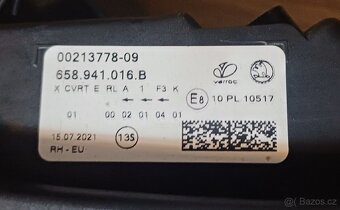 00213778-09
658.941.016.B
varroc
X CVRT E RL A 1 F3 K
E8 10 PL 10517
01 00 02 01 04 01
15.07.2021
13S
RH-EU
bazos.cz